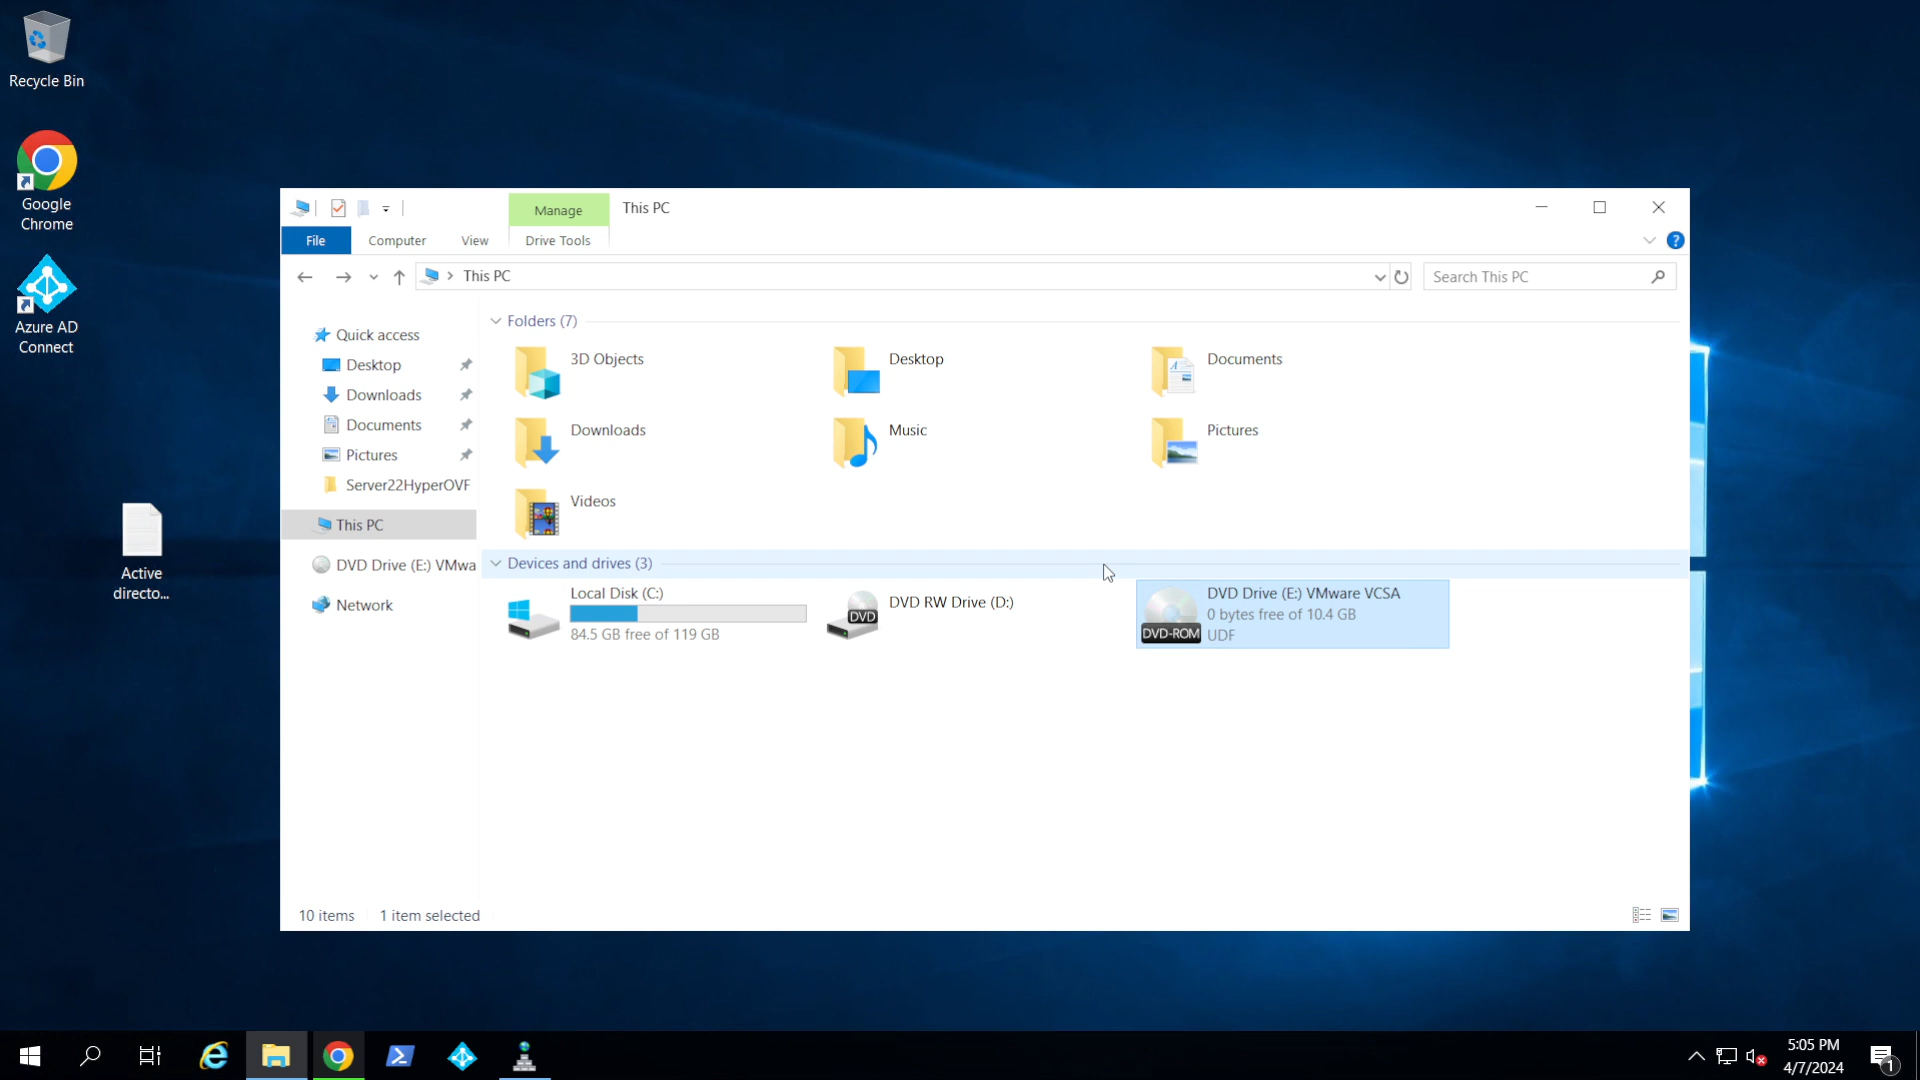 Recycle Bin
Google
Chrome
Azure AD
Connect
Active
directo...
Manage
This PC
File
Computer
View
Drive Tools
?
This PC
Search This PC
Quick access
Desktop
Downloads
Documents
Pictures
Server22HyperOVF
This PC
DVD Drive (E:) VMwa
Network
Folders (7)
3D Objects
Desktop
Documents
Downloads
Music
Pictures
Videos
Devices and drives (3)
Local Disk (C:)
84.5 GB free of 119 GB
DVD
DVD RW Drive (D:)
DVD-ROM
DVD Drive (E:) VMware VCSA
0 bytes free of 10.4 GB
UDF
10 items
1 item selected
5:05 PM
4/7/2024
1